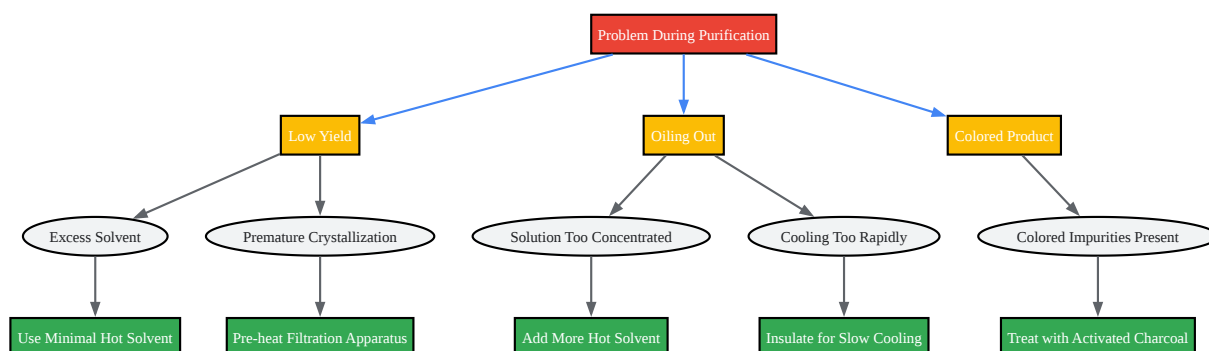 Problem During Purification
Low Yield
Oiling Out
Colored Product
Excess Solvent
Premature Crystallization
Solution Too Concentrated
Cooling Too Rapidly
Colored Impurities Present
Use Minimal Hot Solvent
Pre-heat Filtration Apparatus
Add More Hot Solvent
Insulate for Slow Cooling
Treat with Activated Charcoal